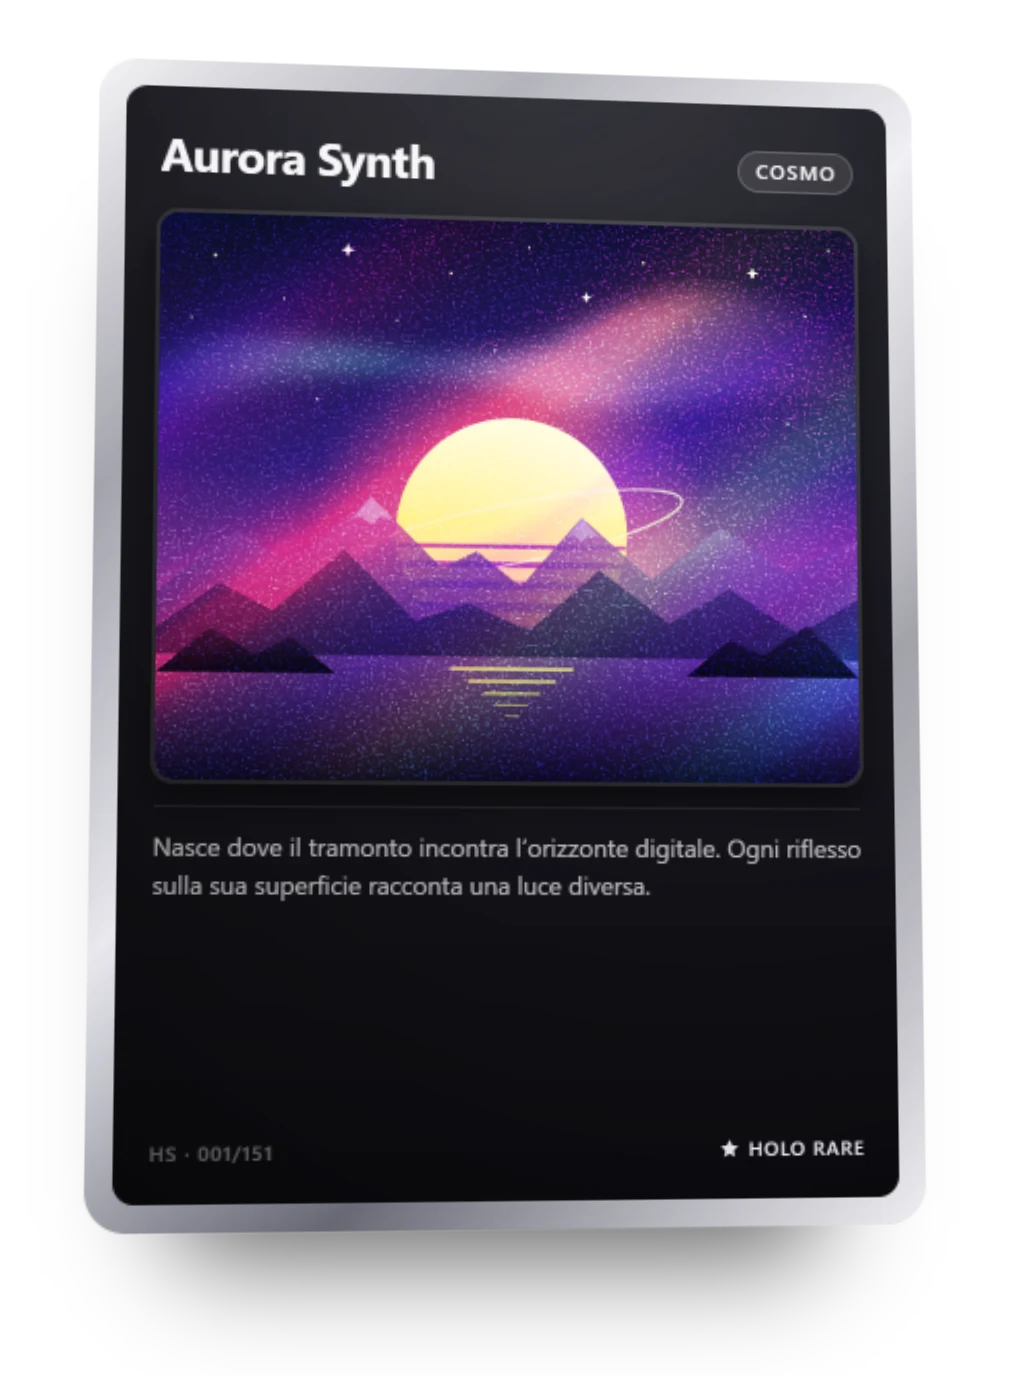 Aurora Synth
COSMO
Nasce dove il tramonto incontra l'orizzonte digitale. Ogni riflesso
sulla sua superficie racconta una luce diversa.
HS · 001/151
★ HOLO RARE